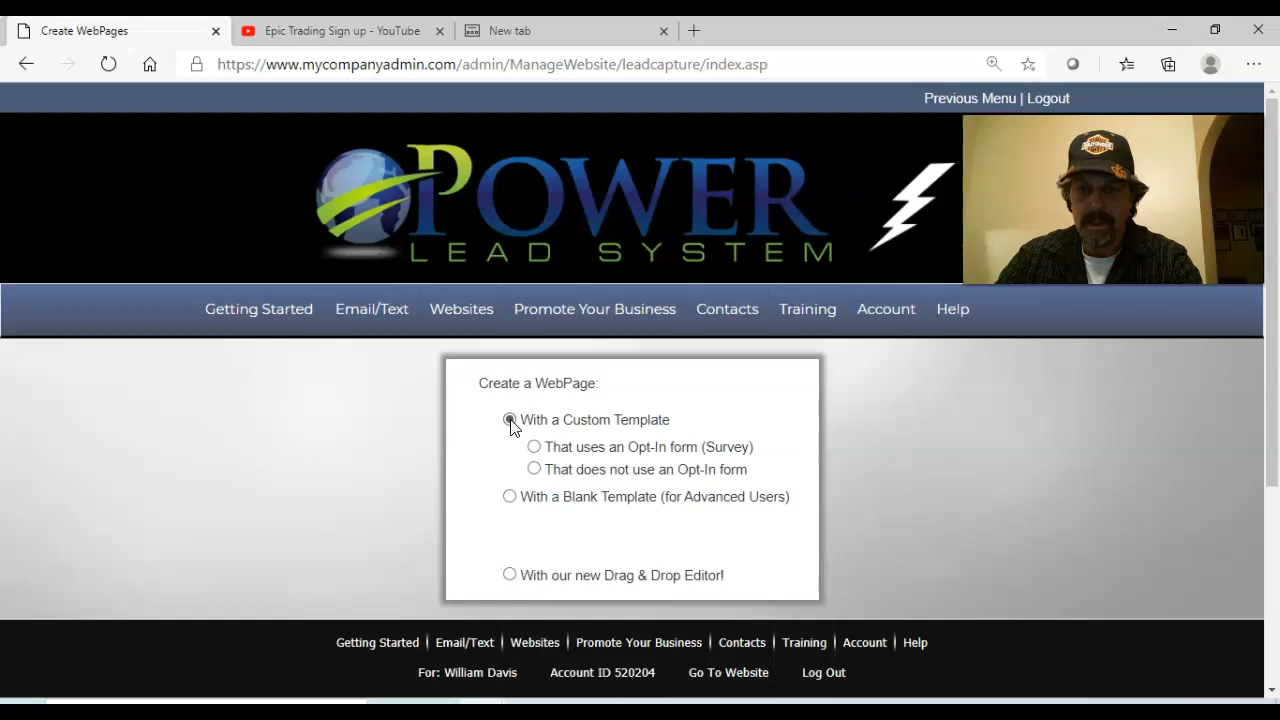 Create WebPages
Epic Trading Sign up - YouTube
New tab
https://www.mycompanyadmin.com/admin/ManageWebsite/leadcapture/index.asp
Previous Menu | Logout
POWER
LEAD SYSTEM
Getting Started Email/Text Websites Promote Your Business Contacts Training Account Help
Create a WebPage:
With a Custom Template
That uses an Opt-In form (Survey)
That does not use an Opt-In form
With a Blank Template (for Advanced Users)
With our new Drag & Drop Editor!
Getting Started | Email/Text | Websites | Promote Your Business | Contacts | Training | Account | Help
For: William Davis Account ID 520204 Go To Website Log Out